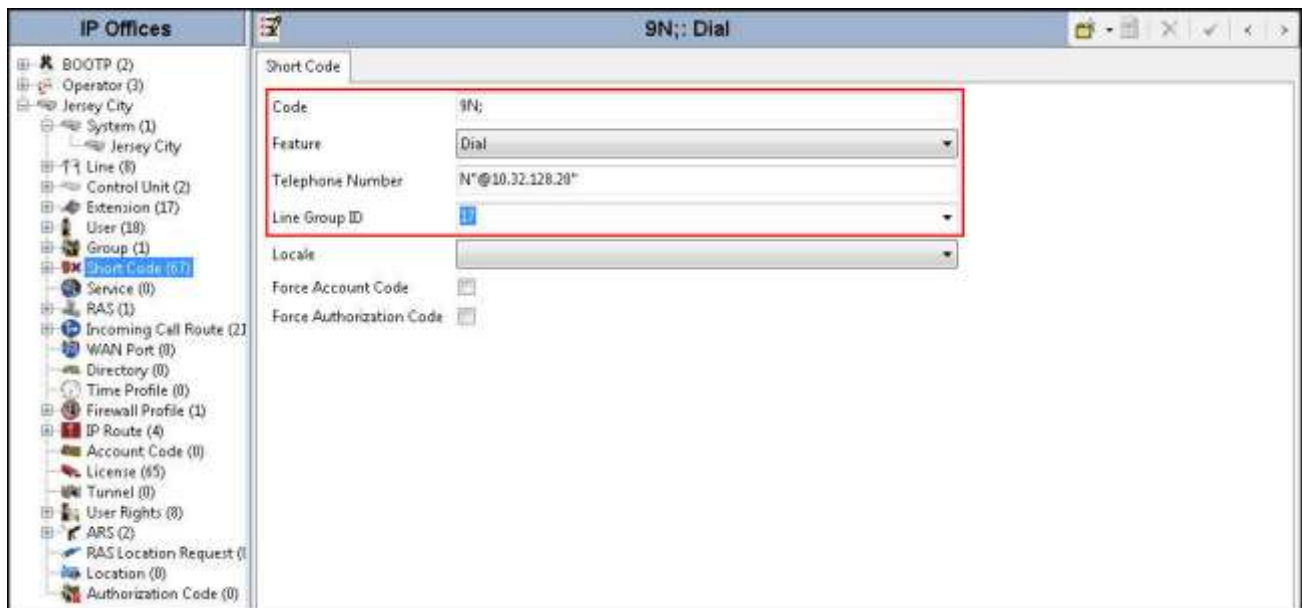 IP Offices
9N;: Dial
BOOTP (2)
Operator (3)
Jersey City
System (1)
Jersey City
Line (8)
Control Unit (2)
Extension (17)
User (18)
Group (1)
Short Code (67)
Service (0)
RAS (1)
Incoming Call Route (21
WAN Port (0)
Directory (0)
Time Profile (0)
Firewall Profile (1)
IP Route (4)
Account Code (0)
License (65)
Tunnel (0)
User Rights (8)
ARS (2)
RAS Location Request (
Location (0)
Authorization Code (0)
Short Code
Code
9N;
Feature
Dial
Telephone Number
N"@10.32.128.20"
Line Group ID
17
Locale
Force Account Code
Force Authorization Code